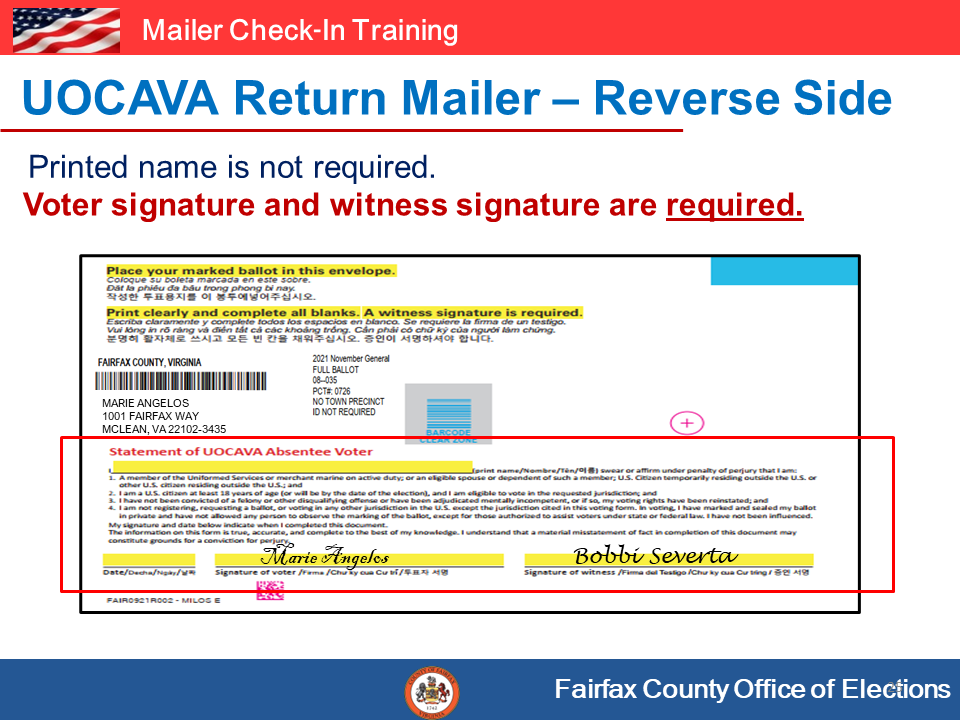 Mailer Check-In Training
UOCAVA Return Mailer – Reverse Side
Printed name is not required.
Voter signature and witness signature are required.
Place your marked ballot in this envelope.
Coloque su boleta marcada en este sobre.
Đặt lá phiếu đã bầu trong phong bì nay.
작성한 투표용지를 이 봉투에넣어주십시오.
Print clearly and complete all blanks. A witness signature is required.
Escriba claramente y complete todos los espacios en blanco. Se requiere la firma de un testigo.
Vui lòng in rõ ràng và điền tất cả các khoảng trống. Cần phải có chữ ký của người làm chứng.
분명히 활자체로 쓰시고 모든 빈 칸을 채워주십시오. 증인이 서명하셔야 합니다.
FAIRFAX COUNTY, VIRGINIA
MARIE ANGELOS
1001 FAIRFAX WAY
MCLEAN, VA 22102-3435
2021 November General
FULL BALLOT
08--035
PCT#: 0726
NO TOWN PRECINCT
ID NOT REQUIRED
BARCODE
CLEAR ZONE
Statement of UOCAVA Absentee Voter
I (print name/Nombre/Tên/이름) swear or affirm under penalty of perjury that I am:
1. A member of the Uniformed Services or merchant marine on active duty; or an eligible spouse or dependent of such a member; U.S. Citizen temporarily residing outside the U.S. or
other U.S. citizen residing outside the U.S.; and
2. I am a U.S. citizen at least 18 years of age (or will be by the date of the election), and I am eligible to vote in the requested jurisdiction; and
3. I have not been convicted of a felony or other disqualifying offense or have been adjudicated mentally incompetent, or if so, my voting rights have been reinstated; and
4. I am not registering, requesting a ballot, or voting in any other jurisdiction in the U.S. except the jurisdiction cited in this voting form. In voting, I have marked and sealed my ballot
in private and have not allowed any person to observe the marking of the ballot, except for those authorized to assist voters under state or federal law. I have not been influenced.
My signature and date below indicate when I completed this document.
The information on this form is true, accurate, and complete to the best of my knowledge. I understand that a material misstatement of fact in completion of this document may
constitute grounds for a conviction for perjury.
Marie Angelos Bobbi Severta
Date/Decha/Ngày/날짜 Signature of voter /Firma /Chữ ký của Cử tri/투표자 서명 Signature of witness /Firma del Testigo /Chữ ký của 증인 서명
FAIR0921R002 - MILOS E
Fairfax County Office of Elections